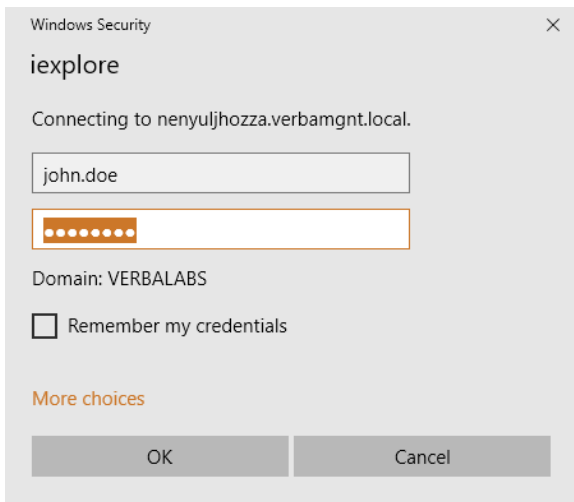 Windows Security
iexplore
Connecting to nenyuljhozza.verbamgnt.local.
john.doe
••••••••
Domain: VERBALABS
Remember my credentials
More choices
OK
Cancel